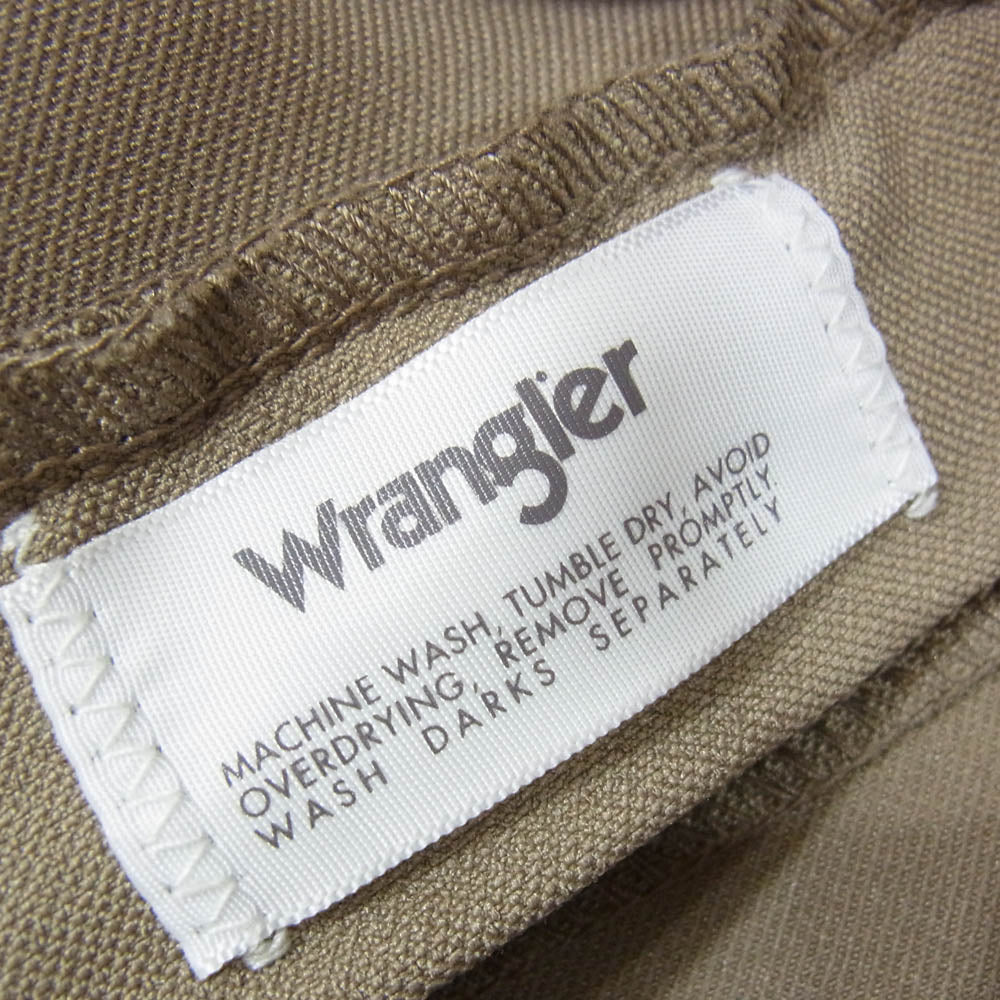 Wrangler
MACHINE WASH, TUMBLE DRY, AVOID
OVERDRYING, REMOVE PROMPTLY
WASH DARKS SEPARATELY